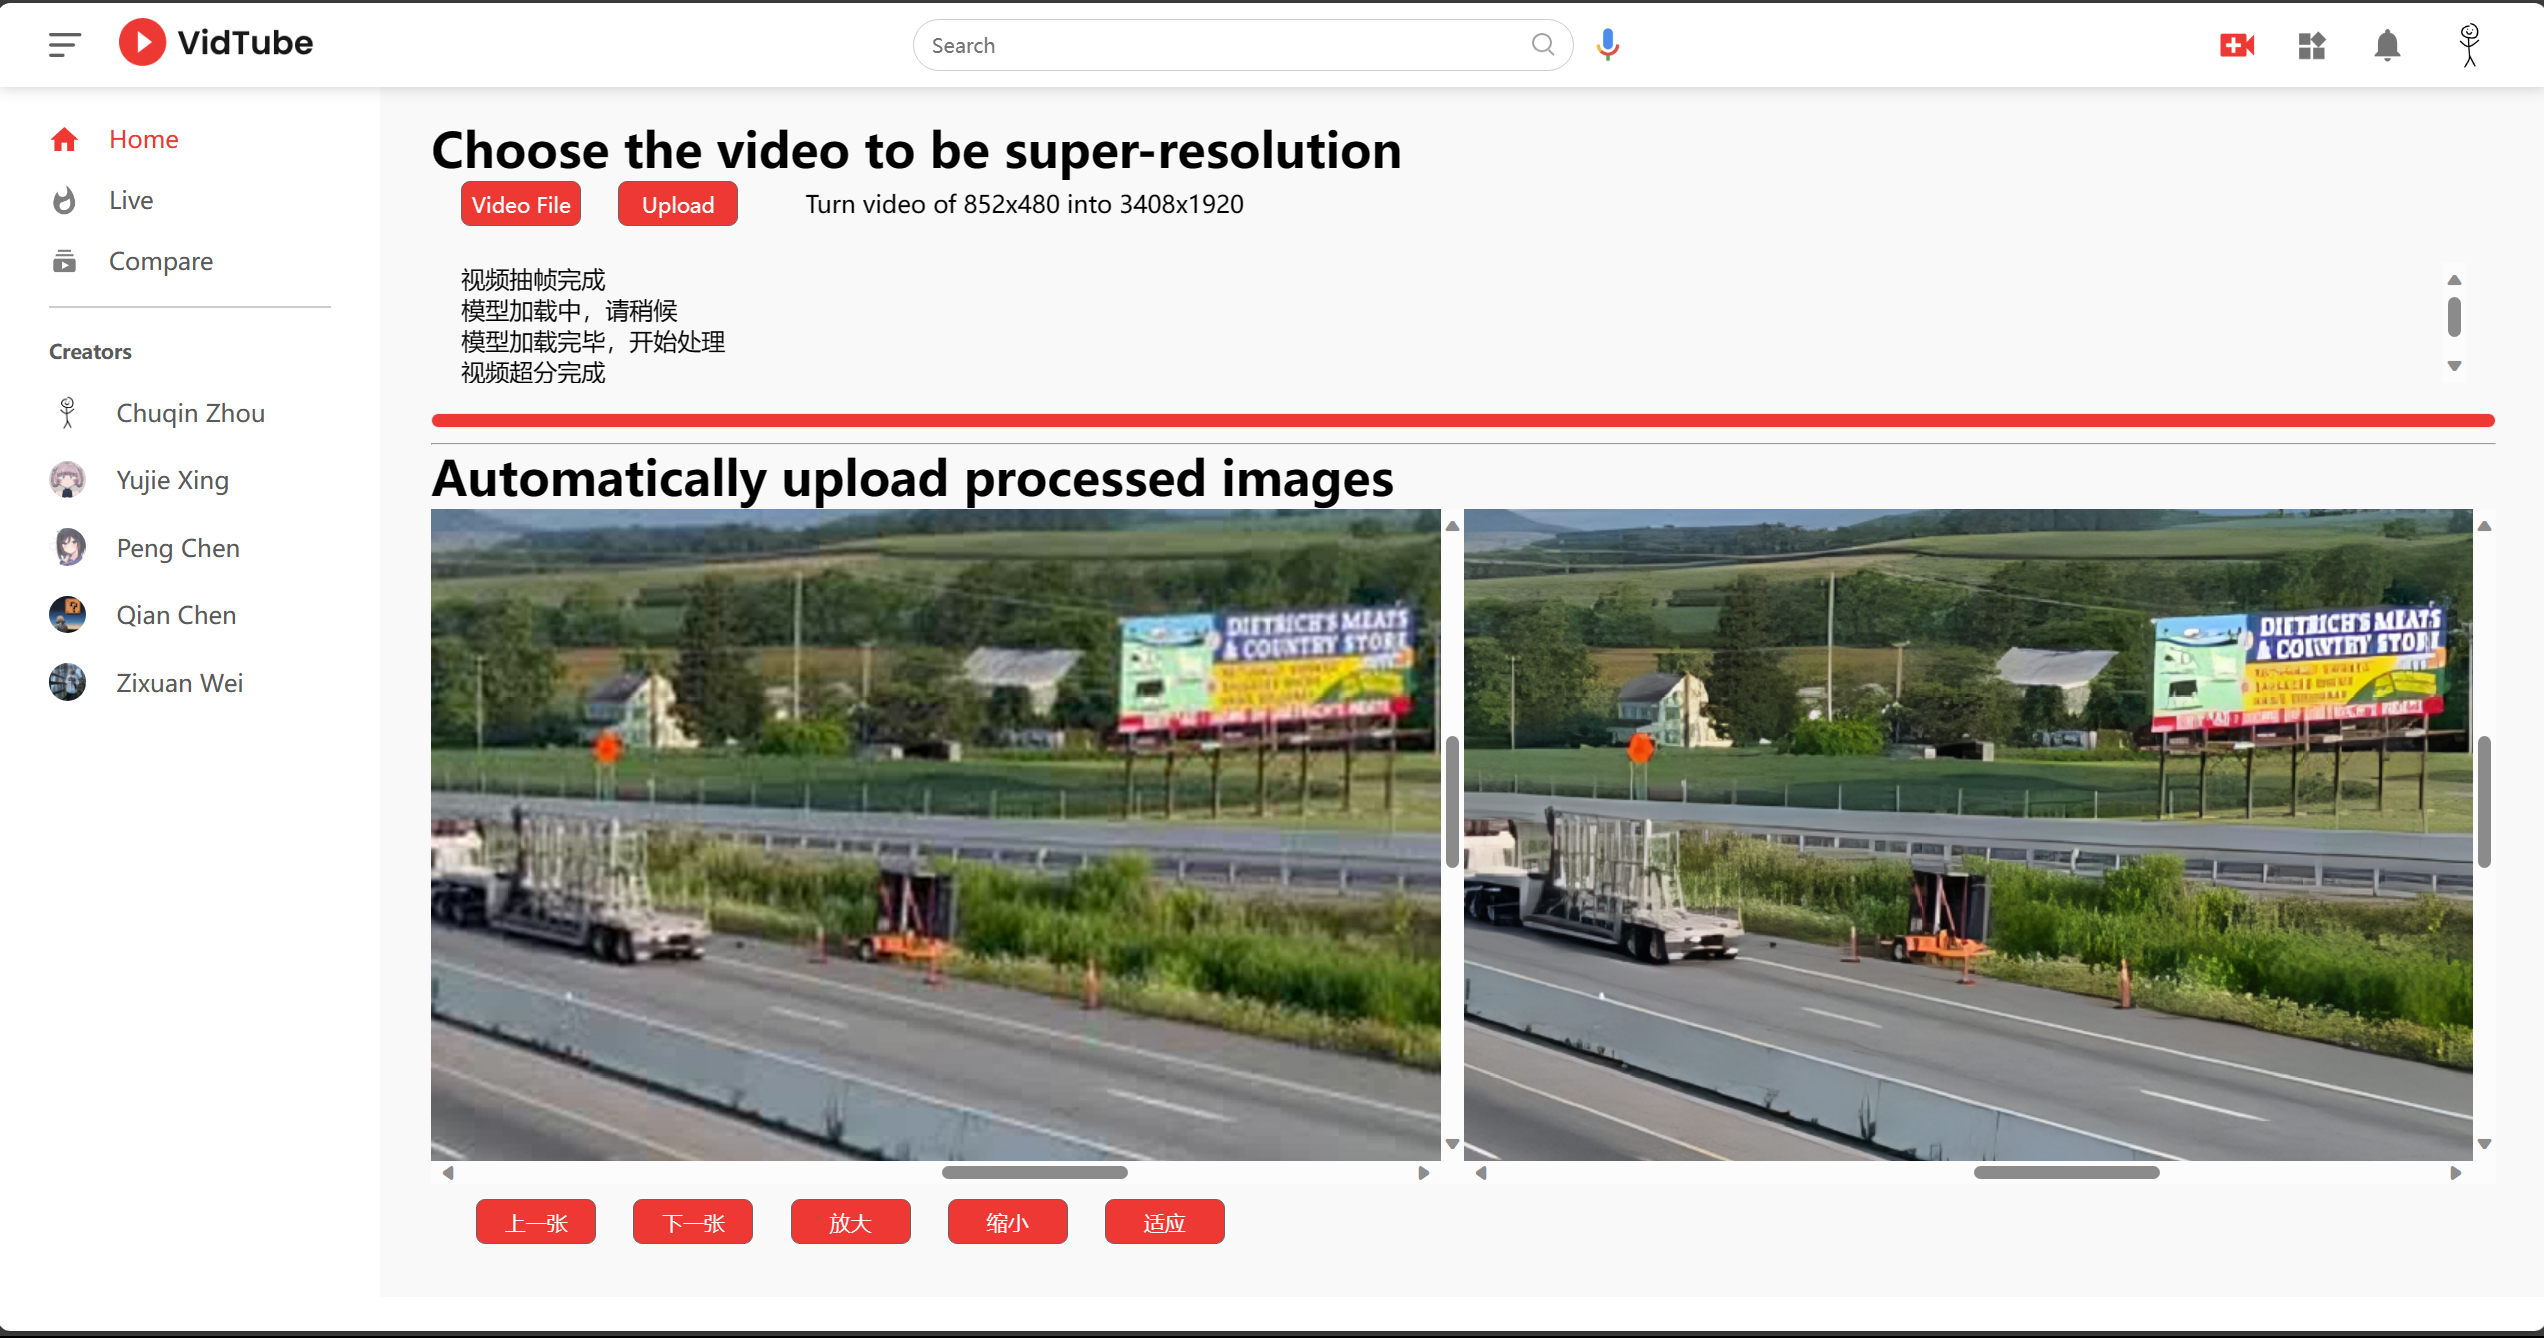 VidTube
Search
Home
Live
Compare
Creators
Chuqin Zhou
Yujie Xing
Peng Chen
Qian Chen
Zixuan Wei
Choose the video to be super-resolution
Video File
Upload
Turn video of 852x480 into 3408x1920
视频抽帧完成
模型加载中，请稍候
模型加载完毕，开始处理
视频超分完成
Automatically upload processed images
DIETRICH'S MEATS
& COUNTRY STORE
DIETRICH'S MEATS
& COUNTRY STORE
上一张
下一张
放大
缩小
适应